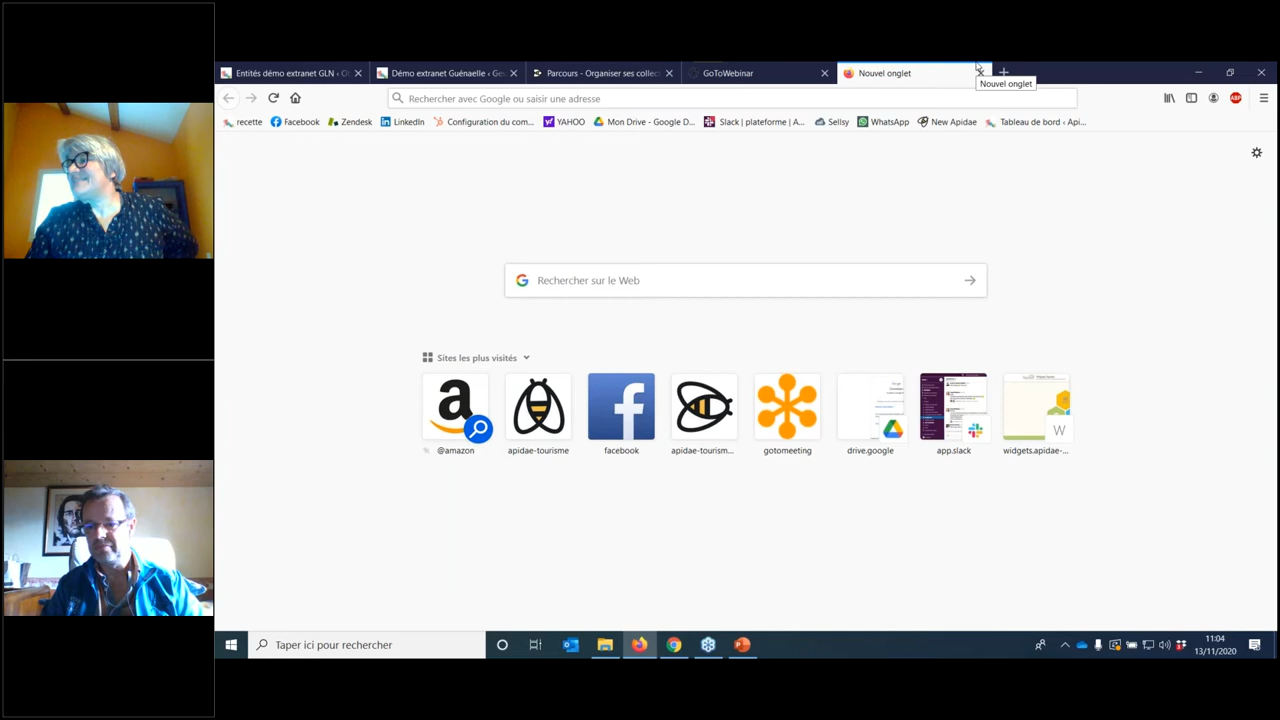 Entités démo extranet GLN ‹ O
Démo extranet Guénaelle ‹ Ge
Parcours - Organiser ses collec
GoToWebinar
Nouvel onglet
Nouvel onglet
Rechercher avec Google ou saisir une adresse
ABP
recette
Facebook
Zendesk
LinkedIn
Configuration du com...
YAHOO
Mon Drive - Google D...
Slack | plateforme | A...
Sellsy
WhatsApp
New Apidae
Tableau de bord ‹ Api...
Rechercher sur le Web
Sites les plus visités
W
@amazon
apidae-tourisme
facebook
apidae-tourism...
gotomeeting
drive.google
app.slack
widgets.apidae-...
Taper ici pour rechercher
11:04
13/11/2020